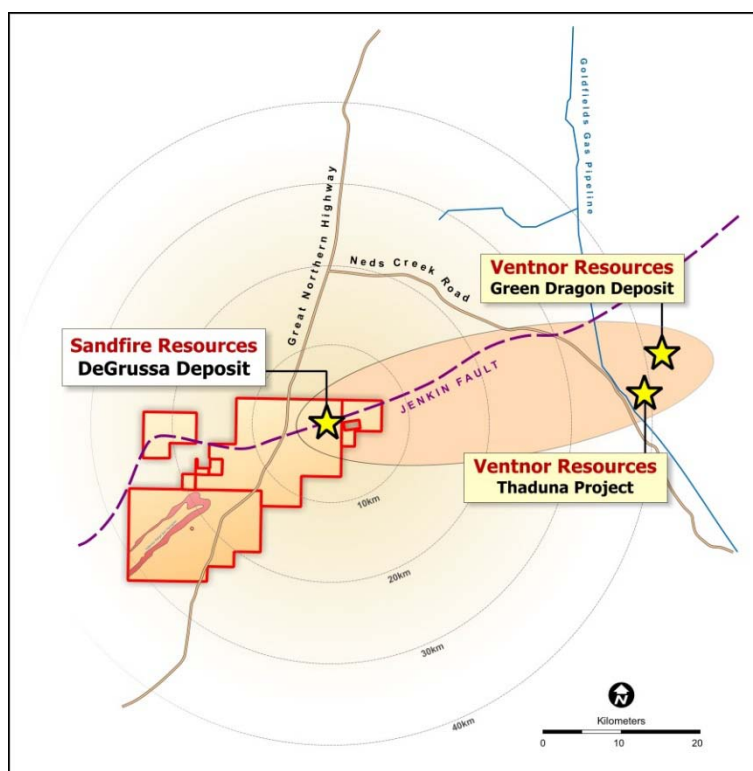 Goldfields Gas Pipeline
Great Northern Highway
Neds Creek Road
Ventnor Resources
Green Dragon Deposit
Sandfire Resources
DeGrussa Deposit
JENKIN FAULT
Ventnor Resources
Thaduna Project
10km
20km
30km
40km
N
Kilometers
0 10 20